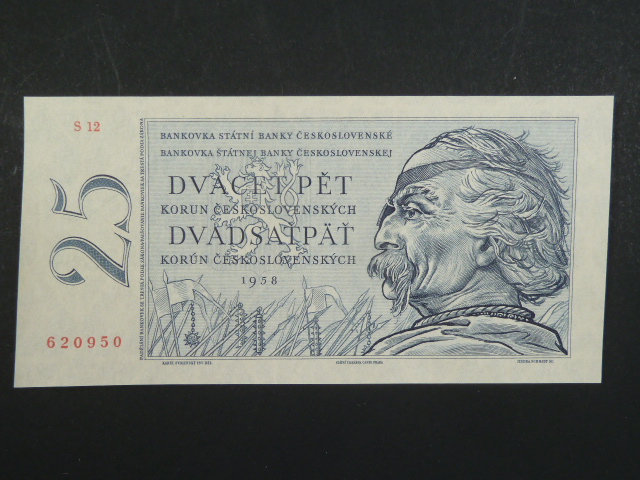 S 12
25
620950
BANKOVKA STÁTNÍ BANKY ČESKOSLOVENSKÉ
BANKOVKA ŠTÁTNEJ BANKY ČESKOSLOVENSKEJ
DVACET PĚT
KORUN ČESKOSLOVENSKÝCH
DVADSAŤPÄŤ
KORÚN ČESKOSLOVENSKÝCH
1958